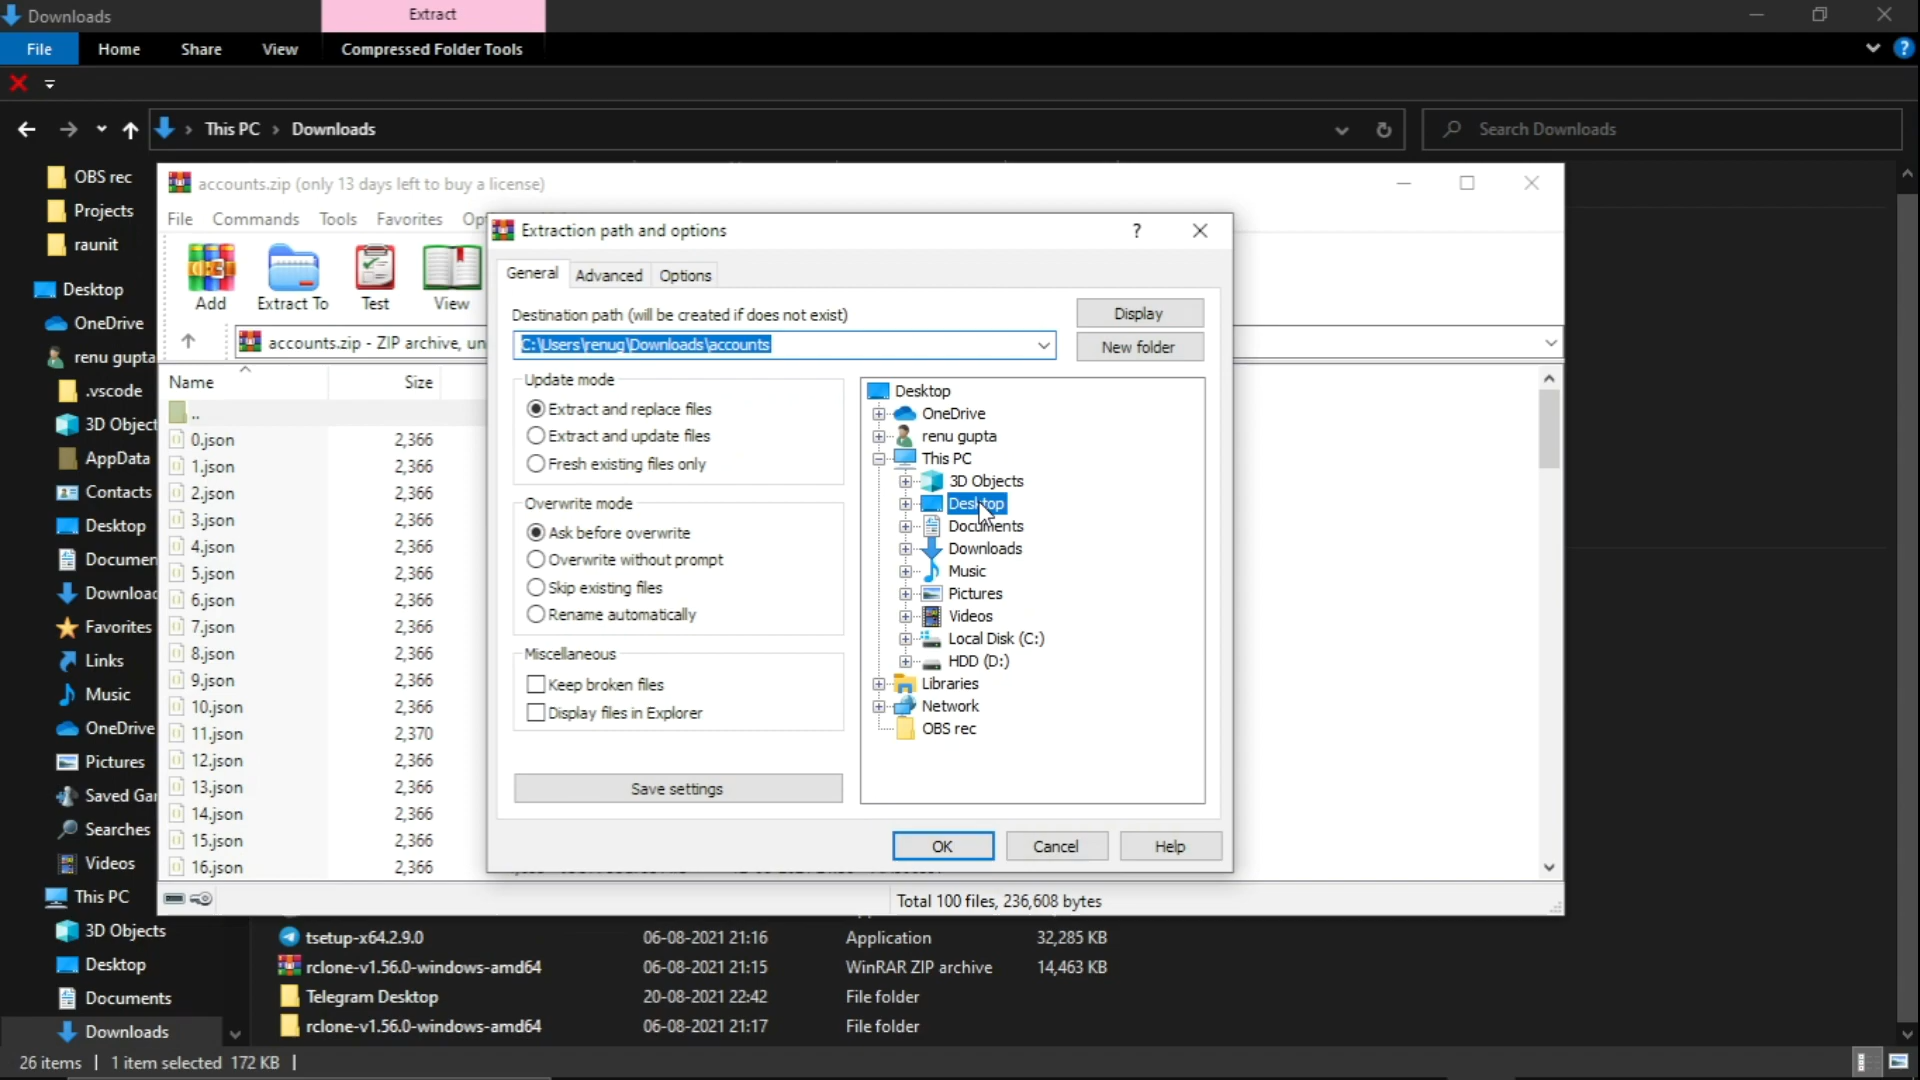 Downloads
Extract
File
Home
Share
View
Compressed Folder Tools
This PC
Downloads
Search Downloads
OBS rec
Projects
raunit
Desktop
OneDrive
renu gupta
.vscode
3D Object
AppData
Contacts
Desktop
Documen
Downloa
Favorites
Links
Music
OneDrive
Pictures
Saved Ga
Searches
Videos
This PC
3D Objects
Desktop
Documents
Downloads
accounts.zip (only 13 days left to buy a license)
File
Commands
Tools
Favorites
Op
Add
Extract To
Test
View
accounts.zip - ZIP archive, un
Name
Size
..
0.json 2,366
1.json 2,366
2.json 2,366
3.json 2,366
4.json 2,366
5.json 2,366
6.json 2,366
7.json 2,366
8.json 2,366
9.json 2,366
10.json 2,366
11.json 2,370
12.json 2,366
13.json 2,366
14.json 2,366
15.json 2,366
16.json 2,366
Total 100 files, 236,608 bytes
Extraction path and options
?
General
Advanced
Options
Destination path (will be created if does not exist)
C:\Users\renug\Downloads\accounts
Display
New folder
Update mode
Extract and replace files
Extract and update files
Fresh existing files only
Overwrite mode
Ask before overwrite
Overwrite without prompt
Skip existing files
Rename automatically
Miscellaneous
Keep broken files
Display files in Explorer
Save settings
Desktop
OneDrive
renu gupta
This PC
3D Objects
Desktop
Documents
Downloads
Music
Pictures
Videos
Local Disk (C:)
HDD (D:)
Libraries
Network
OBS rec
OK
Cancel
Help
tsetup-x64.2.9.0 06-08-2021 21:16 Application 32,285 KB
rclone-v1.56.0-windows-amd64 06-08-2021 21:15 WinRAR ZIP archive 14,463 KB
Telegram Desktop 20-08-2021 22:42 File folder
rclone-v1.56.0-windows-amd64 06-08-2021 21:17 File folder
26 items
1 item selected 172 KB